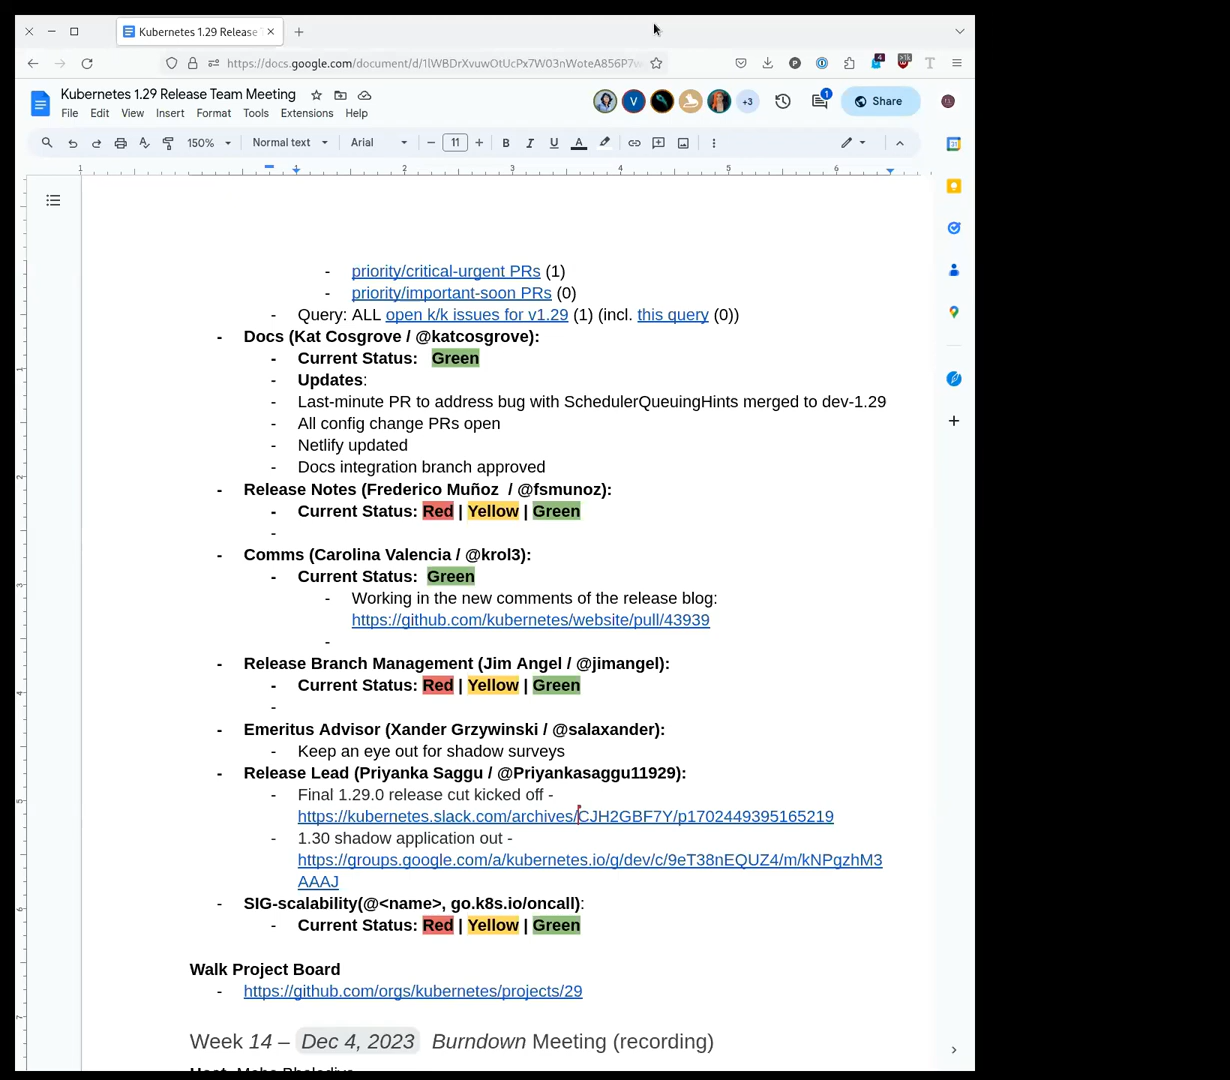 Kubernetes 1.29 Release
https://docs.google.com/document/d/1lWBDrXvuwOtUcPx7W03nWoteA856P7w
Kubernetes 1.29 Release Team Meeting
File Edit View Insert Format Tools Extensions Help
V
+3
1
Share
150% Normal text Arial 11 B I U A
1 1 2 3 4 5 6
- priority/critical-urgent PRs (1)
- priority/important-soon PRs (0)
- Query: ALL open k/k issues for v1.29 (1) (incl. this query (0))
- Docs (Kat Cosgrove / @katcosgrove):
- Current Status: Green
- Updates:
- Last-minute PR to address bug with SchedulerQueuingHints merged to dev-1.29
- All config change PRs open
- Netlify updated
- Docs integration branch approved
- Release Notes (Frederico Muñoz / @fsmunoz):
- Current Status: Red | Yellow | Green
-
- Comms (Carolina Valencia / @krol3):
- Current Status: Green
- Working in the new comments of the release blog:
https://github.com/kubernetes/website/pull/43939
-
- Release Branch Management (Jim Angel / @jimangel):
- Current Status: Red | Yellow | Green
-
- Emeritus Advisor (Xander Grzywinski / @salaxander):
- Keep an eye out for shadow surveys
- Release Lead (Priyanka Saggu / @Priyankasaggu11929):
- Final 1.29.0 release cut kicked off -
https://kubernetes.slack.com/archives/CJH2GBF7Y/p1702449395165219
- 1.30 shadow application out -
https://groups.google.com/a/kubernetes.io/g/dev/c/9eT38nEQUZ4/m/kNPgzhM3
AAAJ
- SIG-scalability(@<name>, go.k8s.io/oncall):
- Current Status: Red | Yellow | Green
Walk Project Board
- https://github.com/orgs/kubernetes/projects/29
Week 14 – Dec 4, 2023 Burndown Meeting (recording)